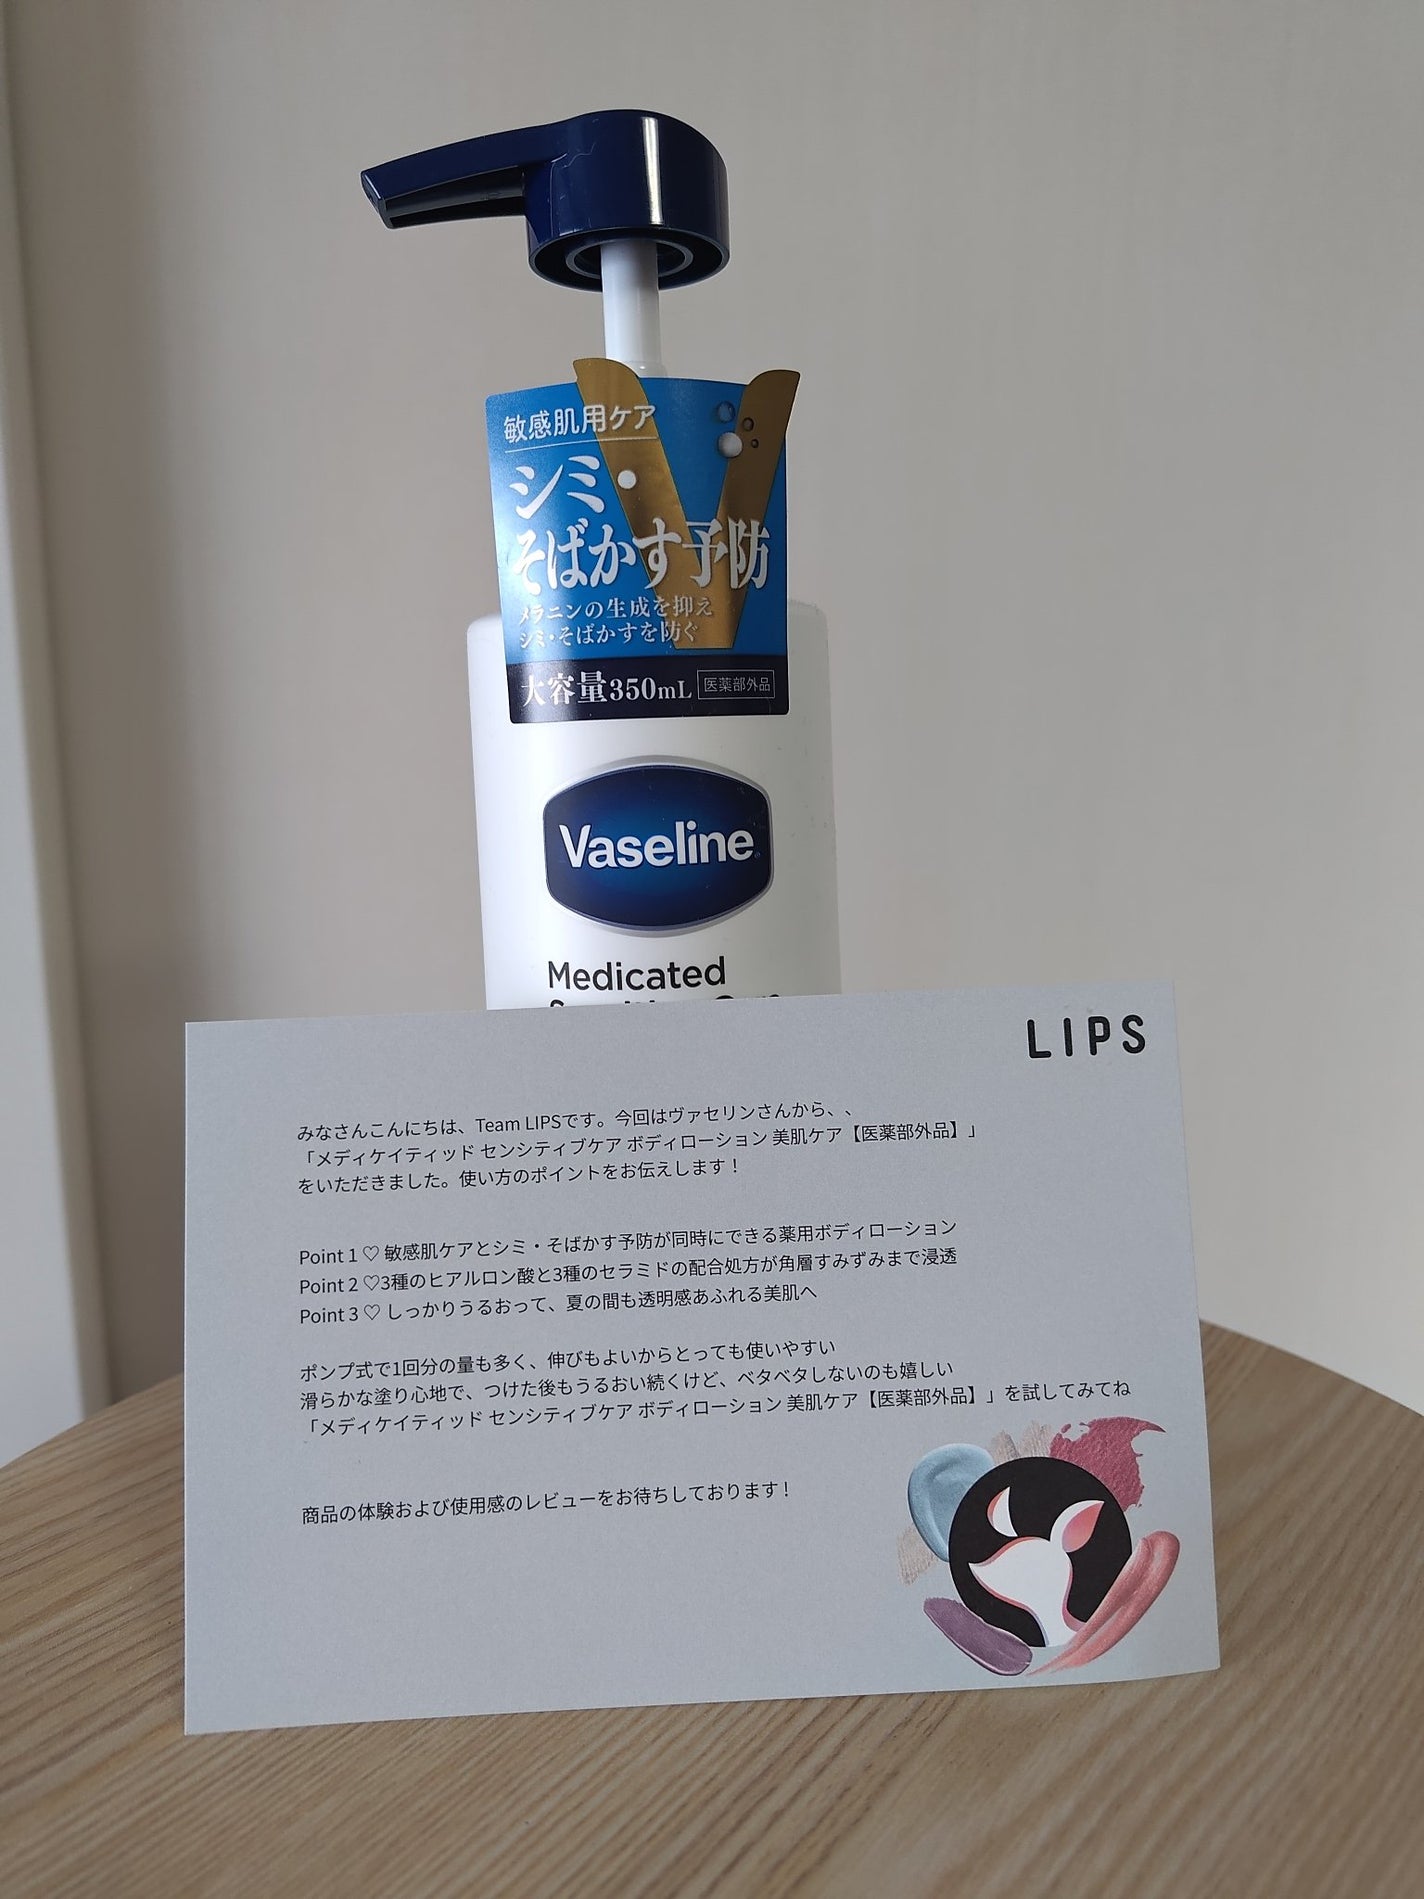 敏感肌用ケア
シミ・
そばかす予防
メラニンの生成を抑え
シミ・そばかすを防ぐ
大容量350mL 医薬部外品
Vaseline
Medicated
LIPS
みなさんこんにちは、Team LIPSです。今回はヴァセリンさんから、、
「メディケイティッド センシティブケア ボディローション 美肌ケア【医薬部外品】」
をいただきました。使い方のポイントをお伝えします！
Point 1 ♡ 敏感肌ケアとシミ・そばかす予防が同時にできる薬用ボディローション
Point 2 ♡3種のヒアルロン酸と3種のセラミドの配合処方が角層すみずみまで浸透
Point 3 ♡ しっかりうるおって、夏の間も透明感あふれる美肌へ
ポンプ式で1回分の量も多く、伸びもよいからとっても使いやすい
滑らかな塗り心地で、つけた後もうるおい続くけど、ベタベタしないのも嬉しい
「メディケイティッド センシティブケア ボディローション 美肌ケア【医薬部外品】」を試してみてね
商品の体験および使用感のレビューをお待ちしております！